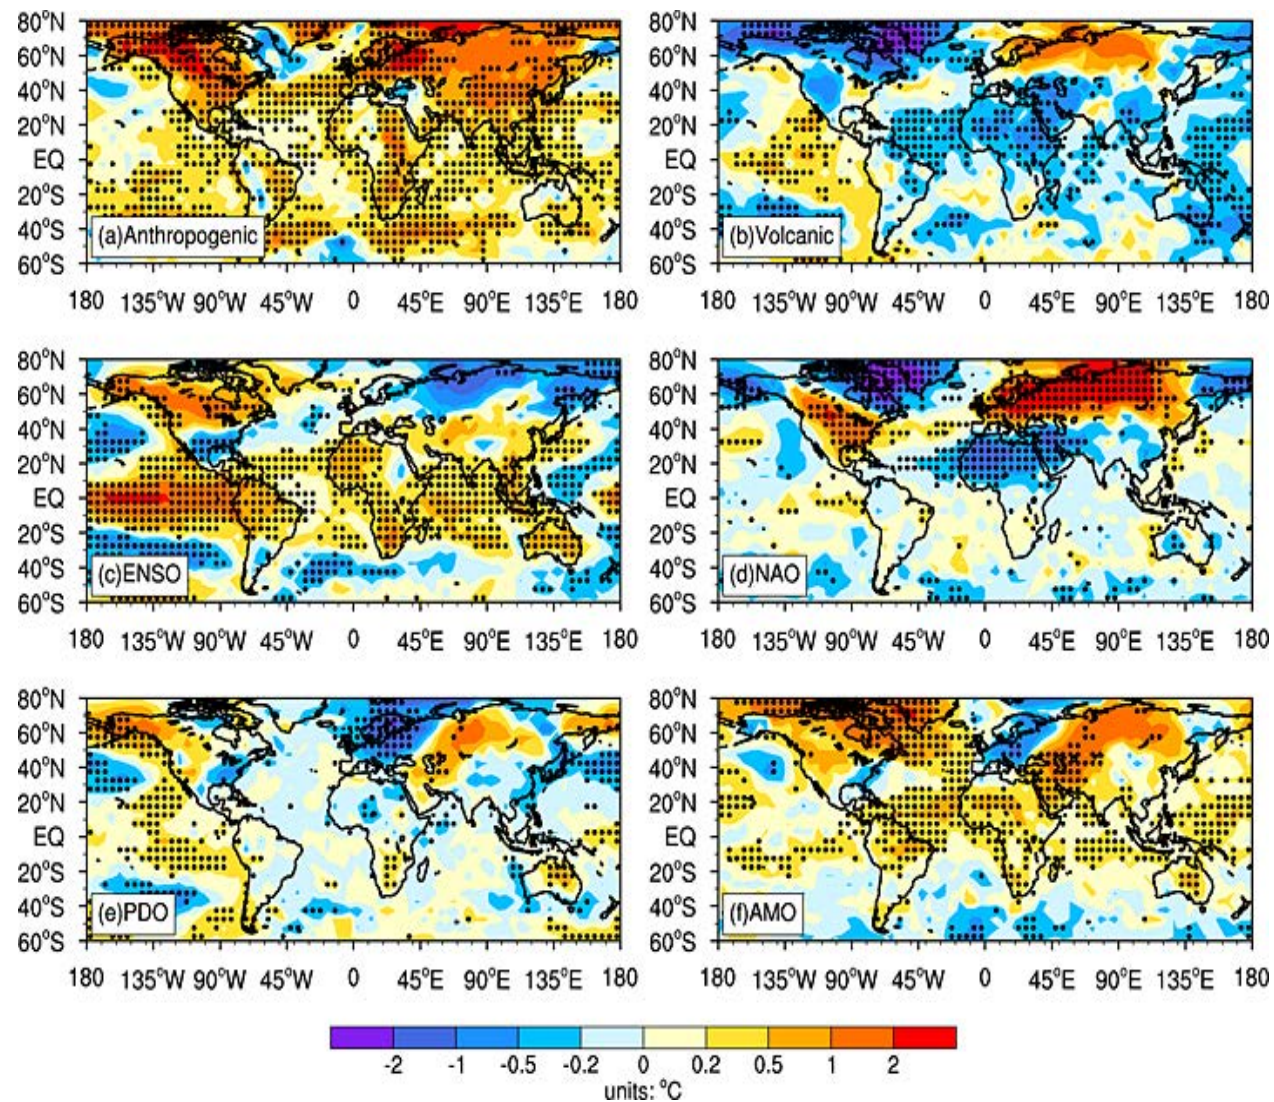 80°N 80°N
60°N 60°N
40°N 40°N
20°N 20°N
EQ EQ
20°S 20°S
40°S (a)Anthropogenic 40°S (b)Volcanic
60°S 60°S
180 135°W 90°W 45°W 0 45°E 90°E 135°E 180 180 135°W 90°W 45°W 0 45°E 90°E 135°E 180
80°N 80°N
60°N 60°N
40°N 40°N
20°N 20°N
EQ EQ
20°S 20°S
40°S (c)ENSO 40°S (d)NAO
60°S 60°S
180 135°W 90°W 45°W 0 45°E 90°E 135°E 180 180 135°W 90°W 45°W 0 45°E 90°E 135°E 180
80°N 80°N
60°N 60°N
40°N 40°N
20°N 20°N
EQ EQ
20°S 20°S
40°S (e)PDO 40°S (f)AMO
60°S 60°S
180 135°W 90°W 45°W 0 45°E 90°E 135°E 180 180 135°W 90°W 45°W 0 45°E 90°E 135°E 180
-2 -1 -0.5 -0.2 0 0.2 0.5 1 2
units: °C